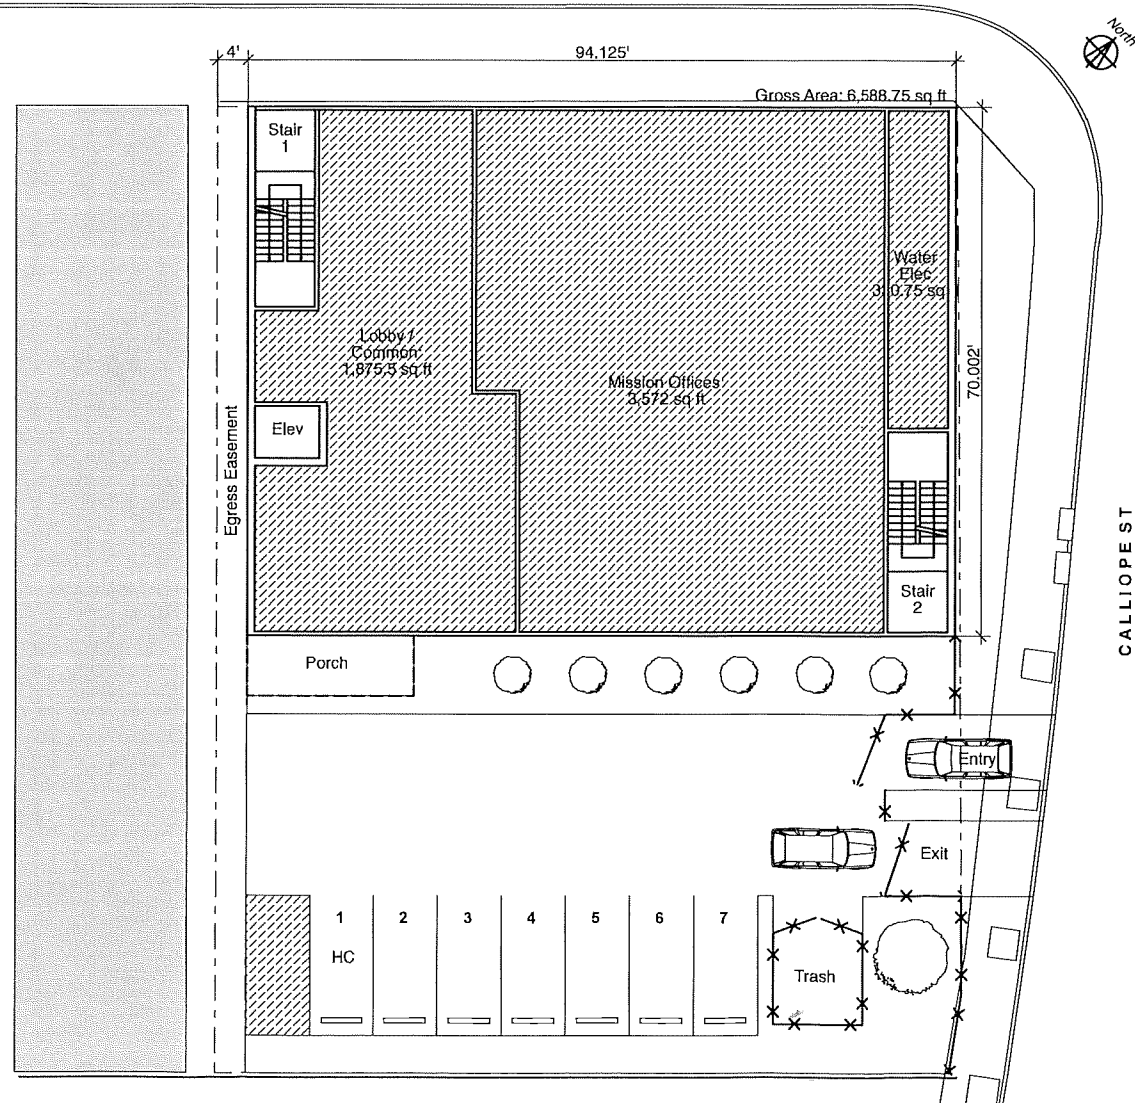 North
4'
94.125'
Gross Area: 6,588.75 sq ft
Stair
1
Water
Elec
sq
Lobby /
Common
1,875.5 sq ft
70.002'
Mission Offices
3,572 sq ft
Elev
Egress Easement
CALLIOPE ST
Stair
2
Porch
Entry
Exit
1
2
3
4
5
6
7
HC
Trash